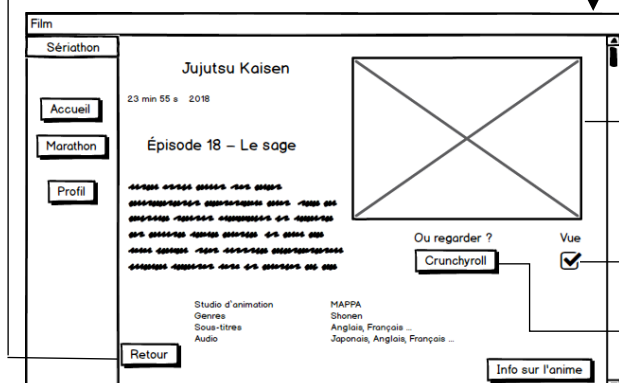 Film
Sériathon
Jujutsu Kaisen
23 min 55 s 2018
Accueil
Marathon
Épisode 18 – Le sage
Profil
Ou regarder ?
Vue
Crunchyroll
Studio d'animation MAPPA
Genres Shonen
Sous-titres Anglais, Français ...
Audio Japonais, Anglais, Français ...
Retour
Info sur l'anime